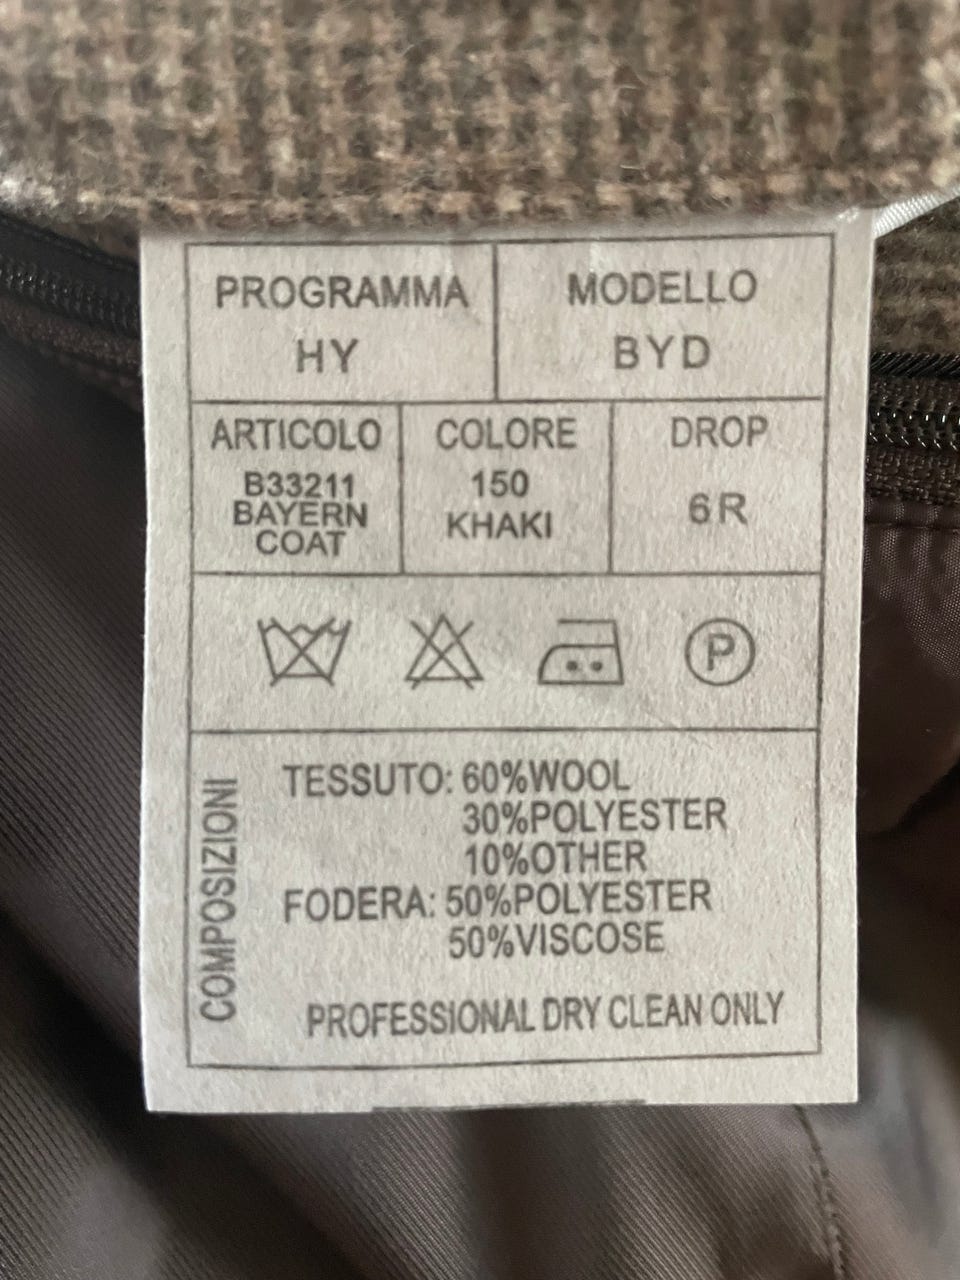 PROGRAMMA
HY
MODELLO
BYD
ARTICOLO
B33211
BAYERN
COAT
COLORE
150
KHAKI
DROP
6R
P
COMPOSIZIONI
TESSUTO: 60%WOOL
30%POLYESTER
10%OTHER
FODERA: 50%POLYESTER
50%VISCOSE
PROFESSIONAL DRY CLEAN ONLY